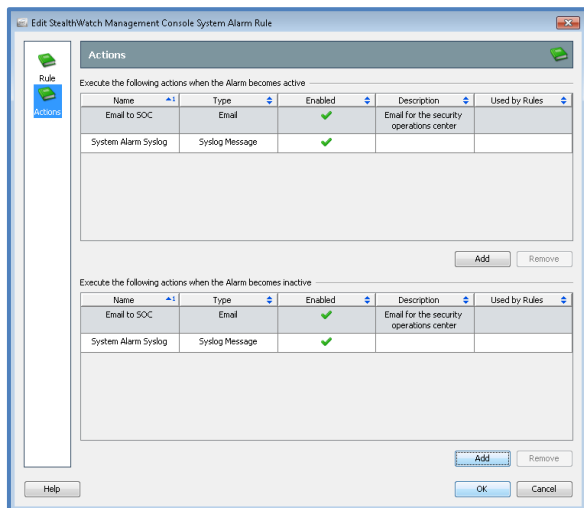 Edit StealthWatch Management Console System Alarm Rule
Rule
Actions
Actions
Execute the following actions when the Alarm becomes active
Name 1 Type Enabled Description Used by Rules
Email to SOC Email Email for the security
operations center
System Alarm Syslog Syslog Message
Add Remove
Execute the following actions when the Alarm becomes inactive
Name 1 Type Enabled Description Used by Rules
Email to SOC Email Email for the security
operations center
System Alarm Syslog Syslog Message
Add Remove
Help OK Cancel